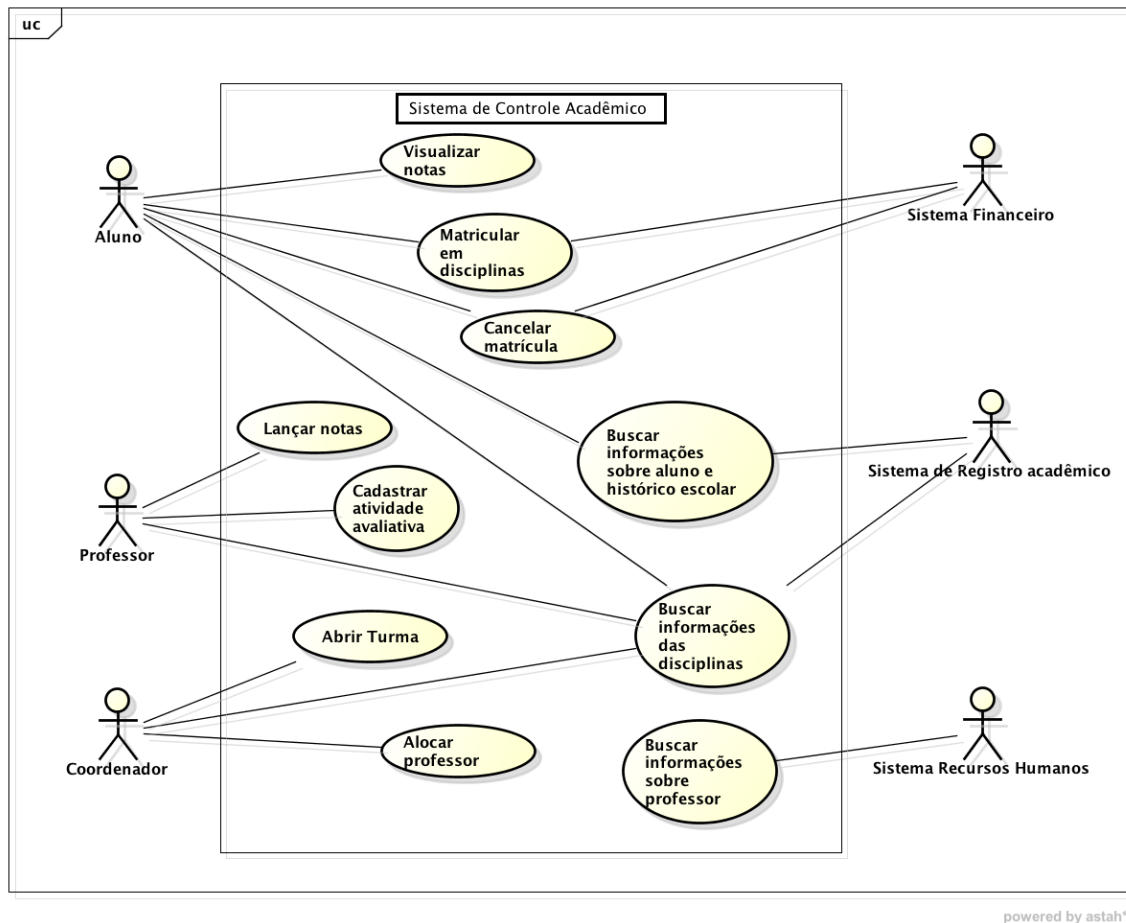 uc
Sistema de Controle Acadêmico
Visualizar
notas
Aluno
Matricular
em
disciplinas
Sistema Financeiro
Cancelar
matrícula
Lançar notas
Buscar
informações
sobre aluno e
histórico escolar
Sistema de Registro acadêmico
Cadastrar
atividade
avaliativa
Professor
Buscar
informações
das
disciplinas
Abrir Turma
Coordenador
Alocar
professor
Buscar
informações
sobre
professor
Sistema Recursos Humanos
powered by astah*